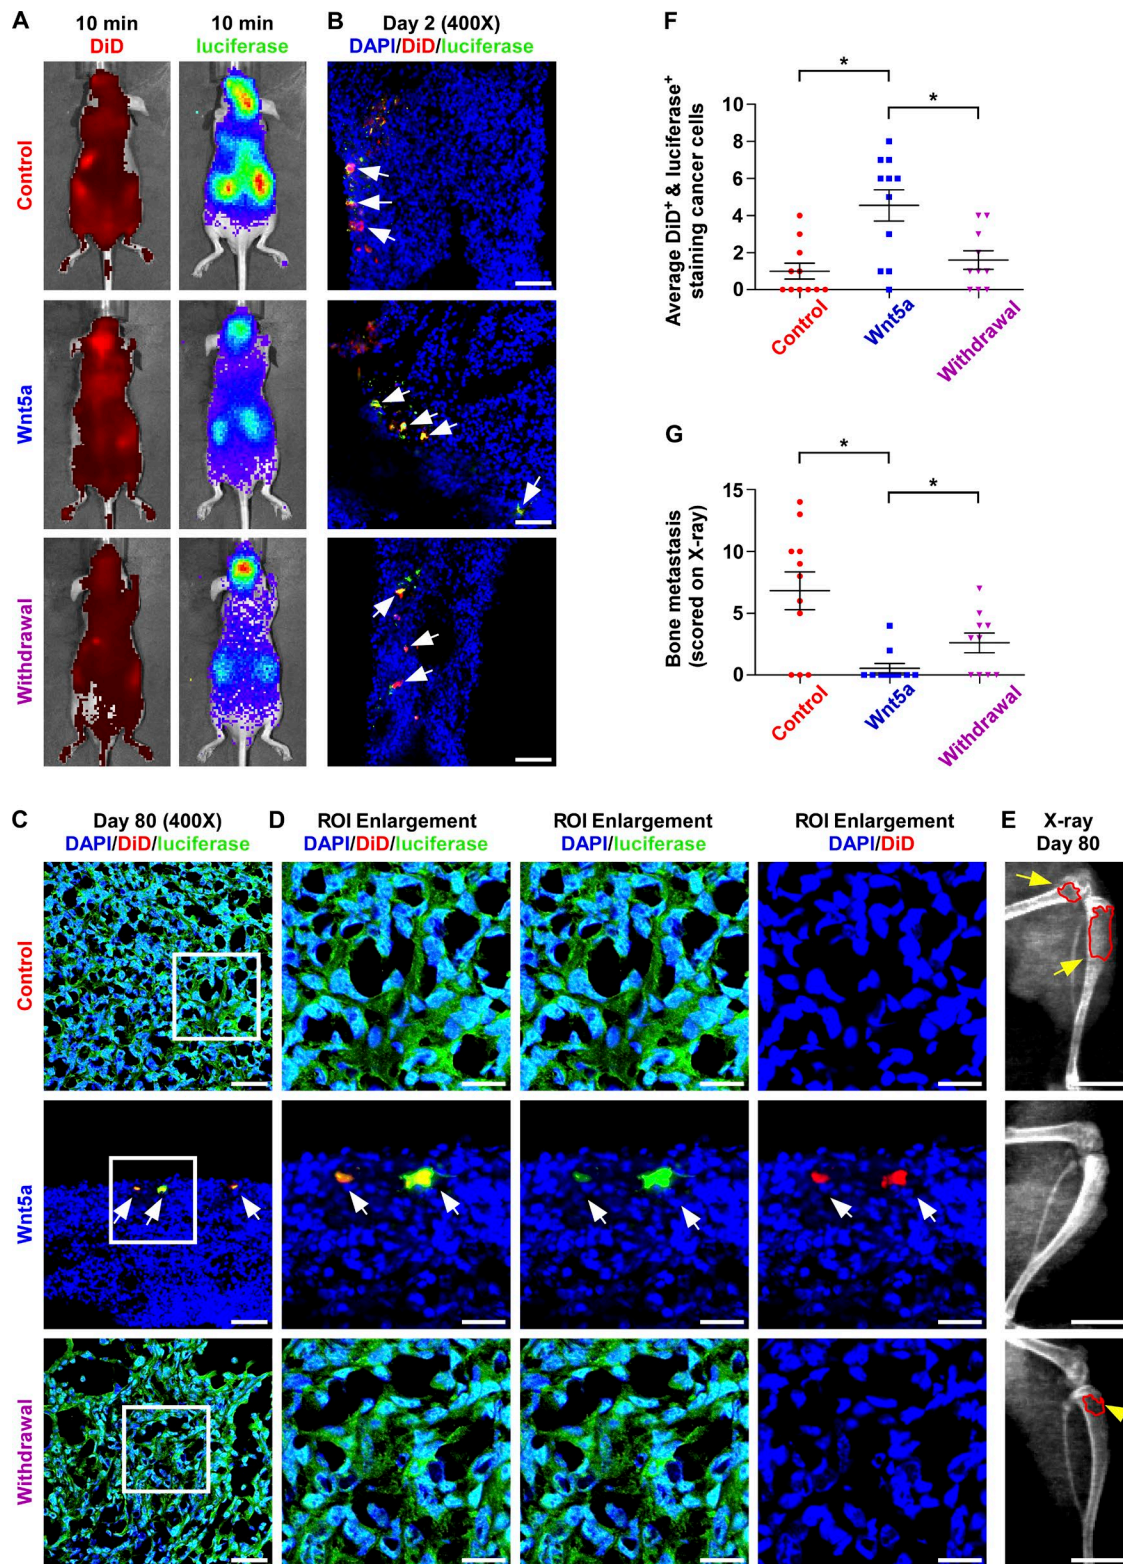 A
10 min
DiD
10 min
luciferase
B
Day 2 (400X)
DAPI/DiD/luciferase
Control
Wnt5a
Withdrawal
F
Average DiD+ & luciferase+
staining cancer cells
10
8
6
4
2
0
*
*
Control
Wnt5a
Withdrawal
G
Bone metastasis
(scored on X-ray)
15
10
5
0
*
*
Control
Wnt5a
Withdrawal
C
Day 80 (400X)
DAPI/DiD/luciferase
D
ROI Enlargement
DAPI/DiD/luciferase
ROI Enlargement
DAPI/luciferase
ROI Enlargement
DAPI/DiD
E
X-ray
Day 80
Control
Wnt5a
Withdrawal